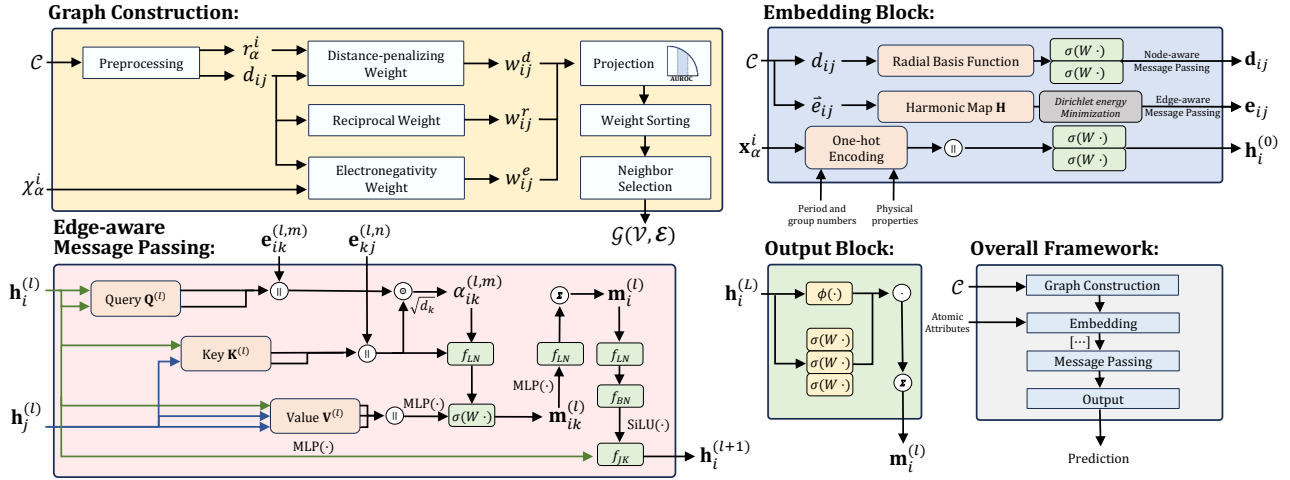 Graph Construction:
𝒞
Preprocessing
r_α^i
d_ij
χ_α^i
Distance-penalizing
Weight
Reciprocal Weight
Electronegativity
Weight
w_ij^d
w_ij^r
w_ij^e
Projection
AUROC
Weight Sorting
Neighbor
Selection
𝒢(𝒱, ℰ)
Embedding Block:
𝒞
d_ij
Radial Basis Function
σ(W ·)
σ(W ·)
Node-aware
Message Passing
𝐝_ij
e⃗_ij
Harmonic Map 𝐇
Dirichlet energy
Minimization
Edge-aware
Message Passing
𝐞_ij
𝐱_α^i
One-hot
Encoding
||
σ(W ·)
σ(W ·)
𝐡_i^(0)
Period and
group numbers
Physical
properties
Edge-aware
Message Passing:
𝐞_ik^(l,m)
𝐞_kj^(l,n)
𝐡_i^(l)
Query 𝐐^(l)
||
⊙
√d_k
α_ik^(l,m)
Key 𝐊^(l)
||
f_LN
𝐡_j^(l)
Value 𝐕^(l)
||
MLP(·)
σ(W ·)
𝐦_ik^(l)
MLP(·)
f_LN
Σ
𝐦_i^(l)
f_LN
f_BN
SiLU(·)
MLP(·)
f_JK
𝐡_i^(l+1)
Output Block:
𝐡_i^(L)
ϕ(·)
·
σ(W ·)
σ(W ·)
σ(W ·)
Σ
𝐦_i^(l)
Overall Framework:
𝒞
Graph Construction
Atomic
Attributes
Embedding
[···]
Message Passing
Output
Prediction